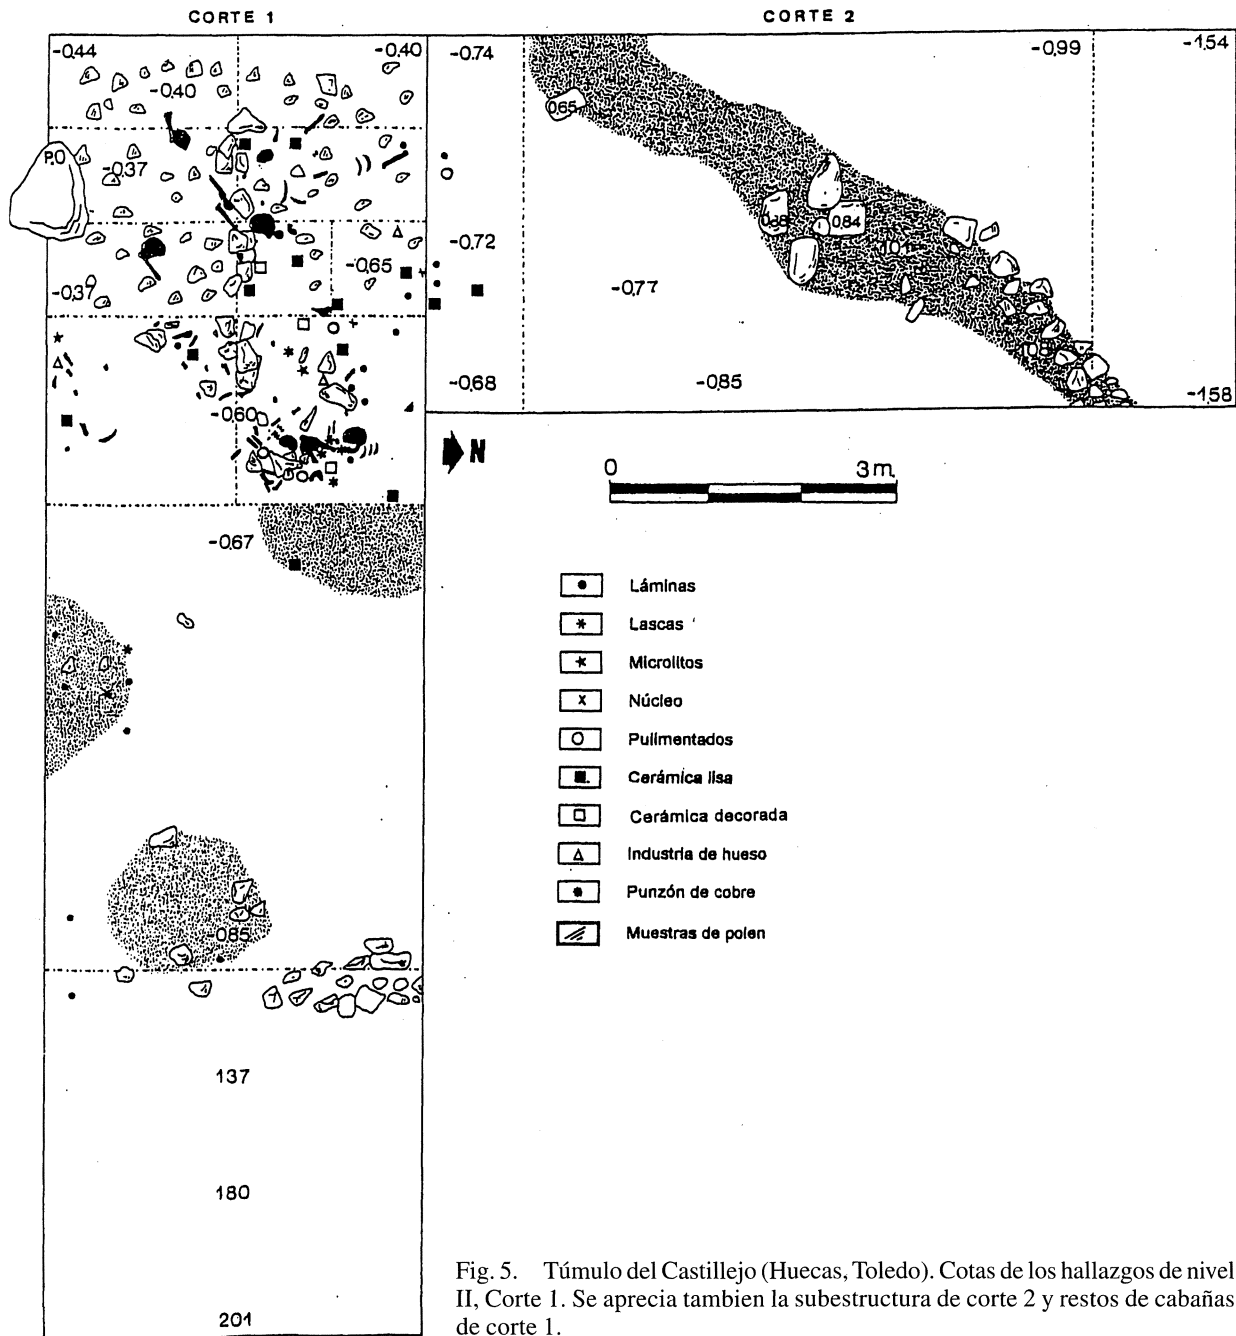 CORTE 1
CORTE 2
-0,44
-0,40
-0,74
-0,99
-1,54
-0,40
0,65
P.O
-0,37
0,84
-0,72
-0,65
-0,37
-0,77
-0,68
-0,85
-1,58
-0,60
N
0
3m.
-0,67
Láminas
Lascas
Microlitos
Núcleo
Pulimentados
Cerámica lisa
Cerámica decorada
Industria de hueso
Punzón de cobre
Muestras de polen
-0,85
137
180
201
Fig. 5. Túmulo del Castillejo (Huecas, Toledo). Cotas de los hallazgos de nivel
II, Corte 1. Se aprecia tambien la subestructura de corte 2 y restos de cabañas
de corte 1.